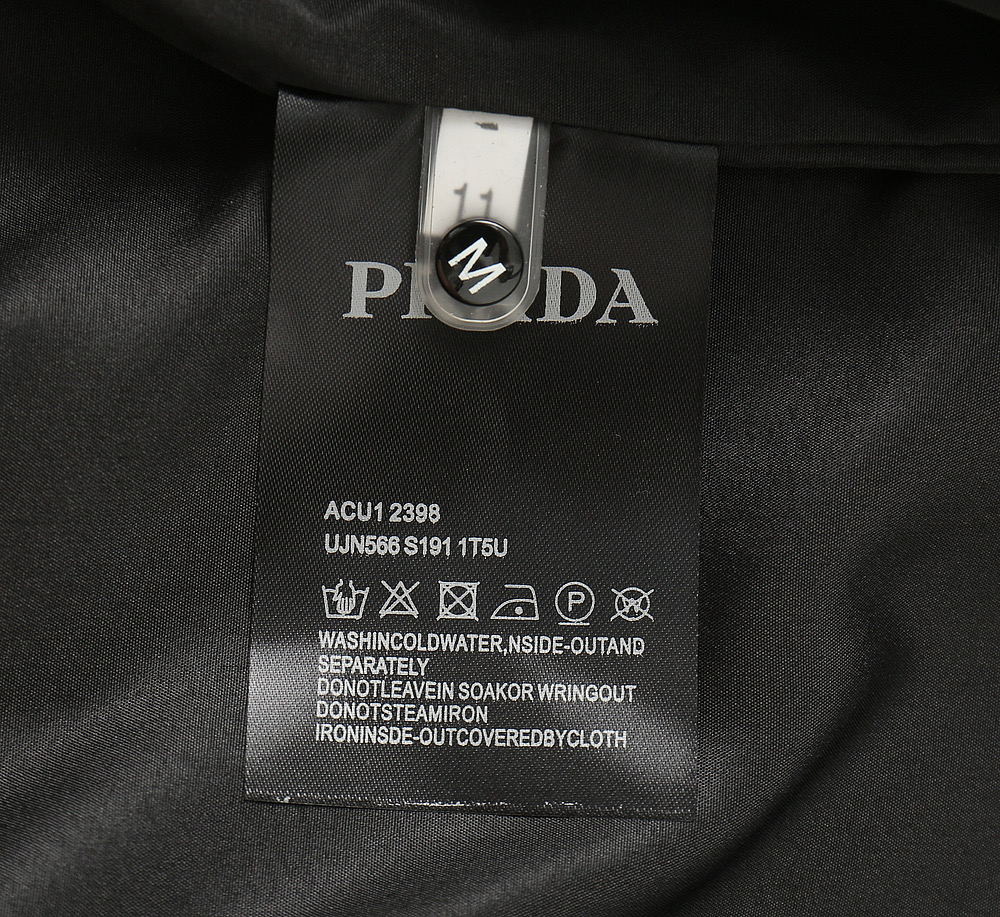 11
M
PRADA
ACU1 2398
UJN566 S191 1T5U
P
W
WASHINCOLDWATER,NSIDE-OUTAND
SEPARATELY
DONOTLEAVEIN SOAKOR WRINGOUT
DONOTSTEAMIRON
IRONINSDE-OUTCOVEREDBYCLOTH